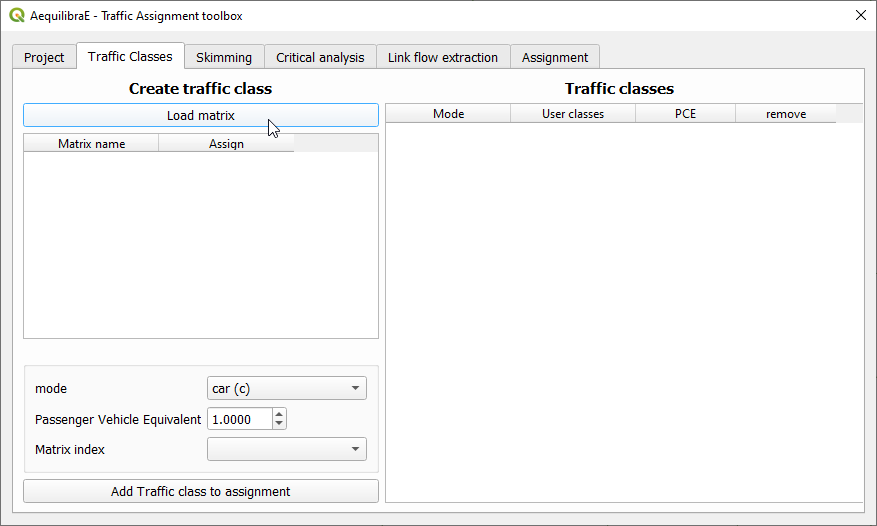 AequilibraE - Traffic Assignment toolbox
Project
Traffic Classes
Skimming
Critical analysis
Link flow extraction
Assignment
Create traffic class
Load matrix
Matrix name
Assign
mode
car (c)
Passenger Vehicle Equivalent
1.0000
Matrix index
Add Traffic class to assignment
Traffic classes
Mode
User classes
PCE
remove